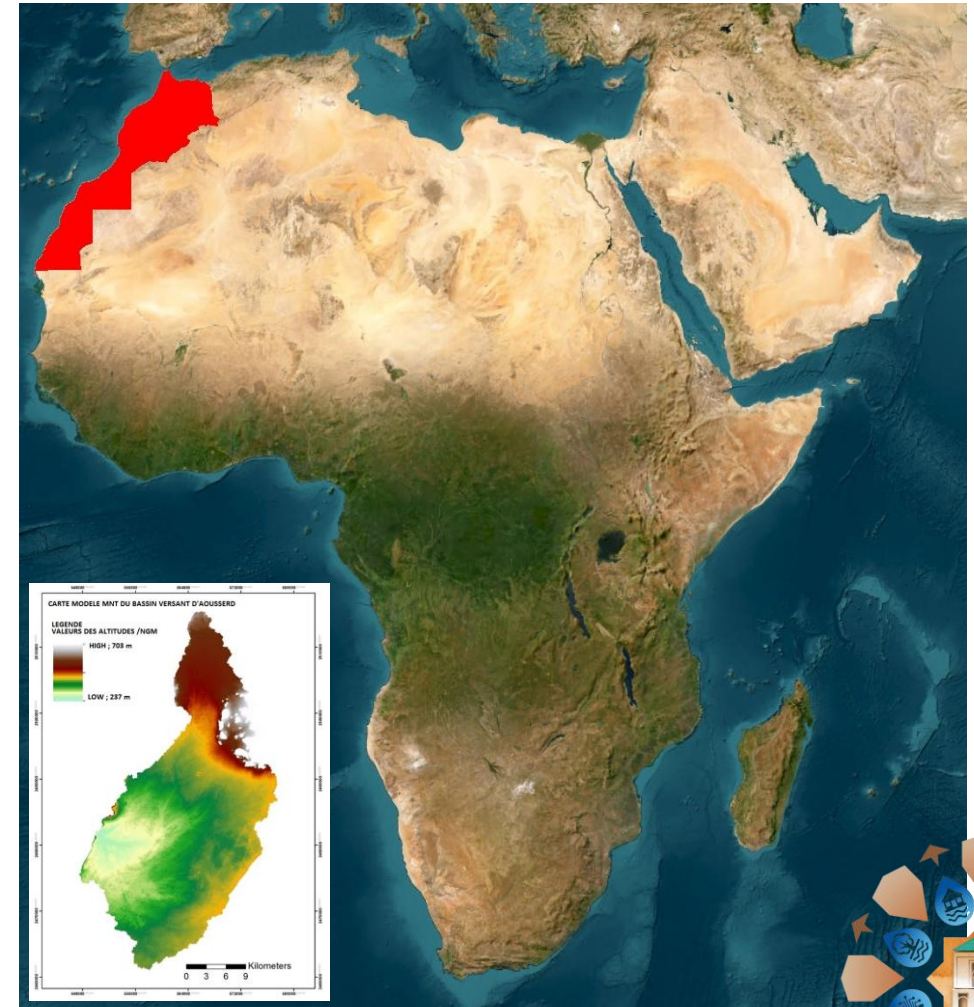 CARTE MODELE MNT DU BASSIN VERSANT D'AOUSSERD
LEGENDE
VALEURS DES ALTITUDES /NGM
HIGH ; 703 m
LOW ; 237 m
Kilometers
0 3 6 9